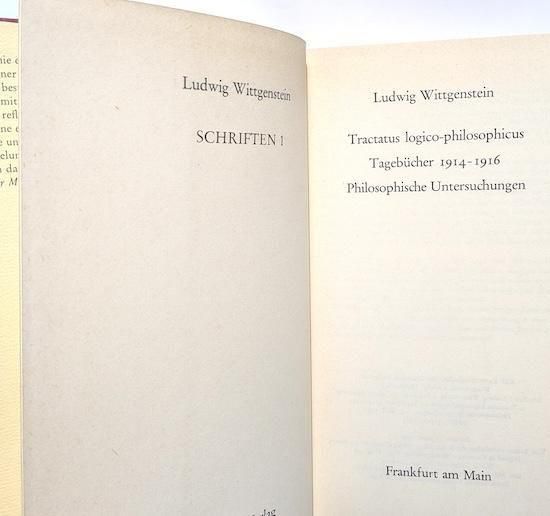 Ludwig Wittgenstein
SCHRIFTEN 1
Ludwig Wittgenstein
Tractatus logico-philosophicus
Tagebücher 1914-1916
Philosophische Untersuchungen
Frankfurt am Main